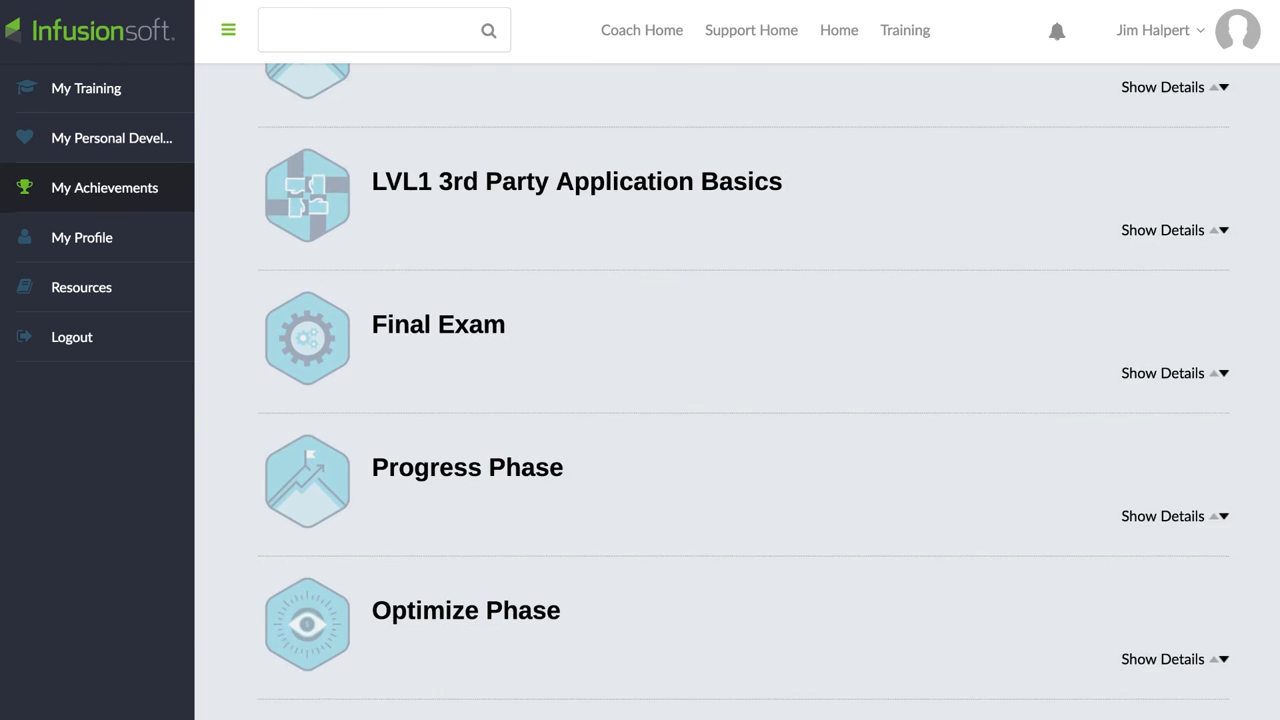 Infusionsoft.
Coach Home
Support Home
Home
Training
Jim Halpert
My Training
My Personal Devel...
My Achievements
My Profile
Resources
Logout
Show Details
LVL1 3rd Party Application Basics
Show Details
Final Exam
Show Details
Progress Phase
Show Details
Optimize Phase
Show Details